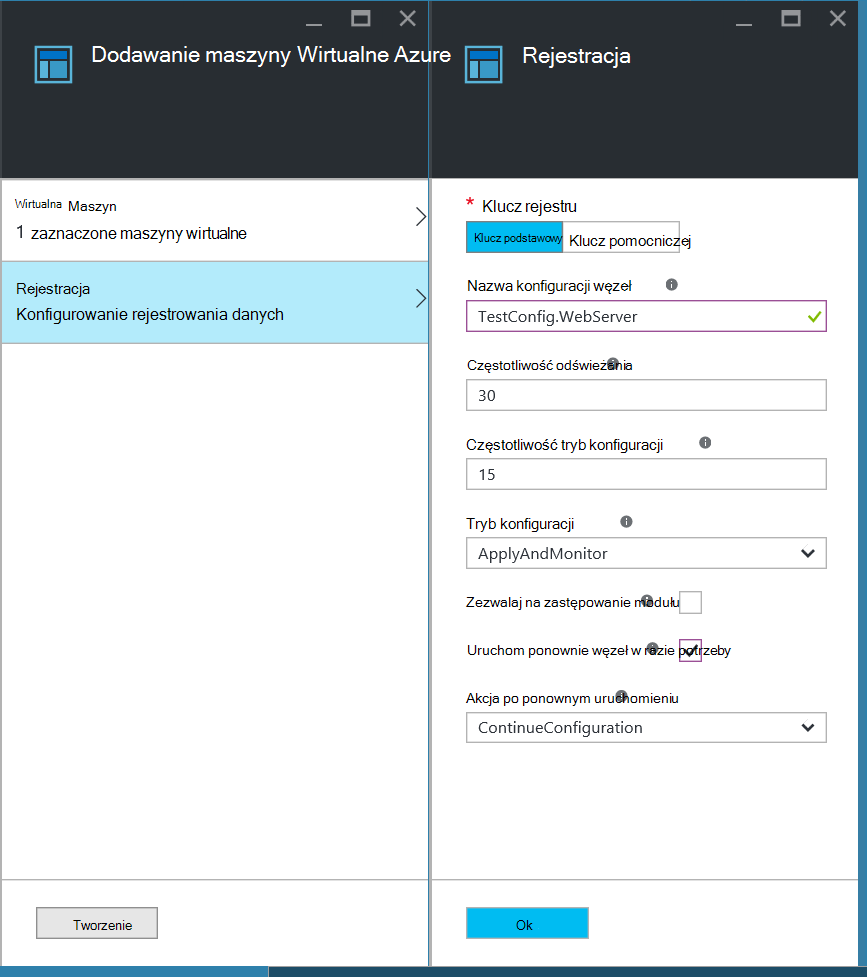 Dodawanie maszyny Wirtualne Azure
Wirtualna Maszyn
1 zaznaczone maszyny wirtualne
Rejestracja
Konfigurowanie rejestrowania danych
Tworzenie
Rejestracja
* Klucz rejestru
Klucz podstawowy Klucz pomocniczej
Nazwa konfiguracji węzeł
TestConfig.WebServer
Częstotliwość odświeżania
30
Częstotliwość tryb konfiguracji
15
Tryb konfiguracji
ApplyAndMonitor
Zezwalaj na zastępowanie modułu
Uruchom ponownie węzeł w razie potrzeby
Akcja po ponownym uruchomieniu
ContinueConfiguration
Ok